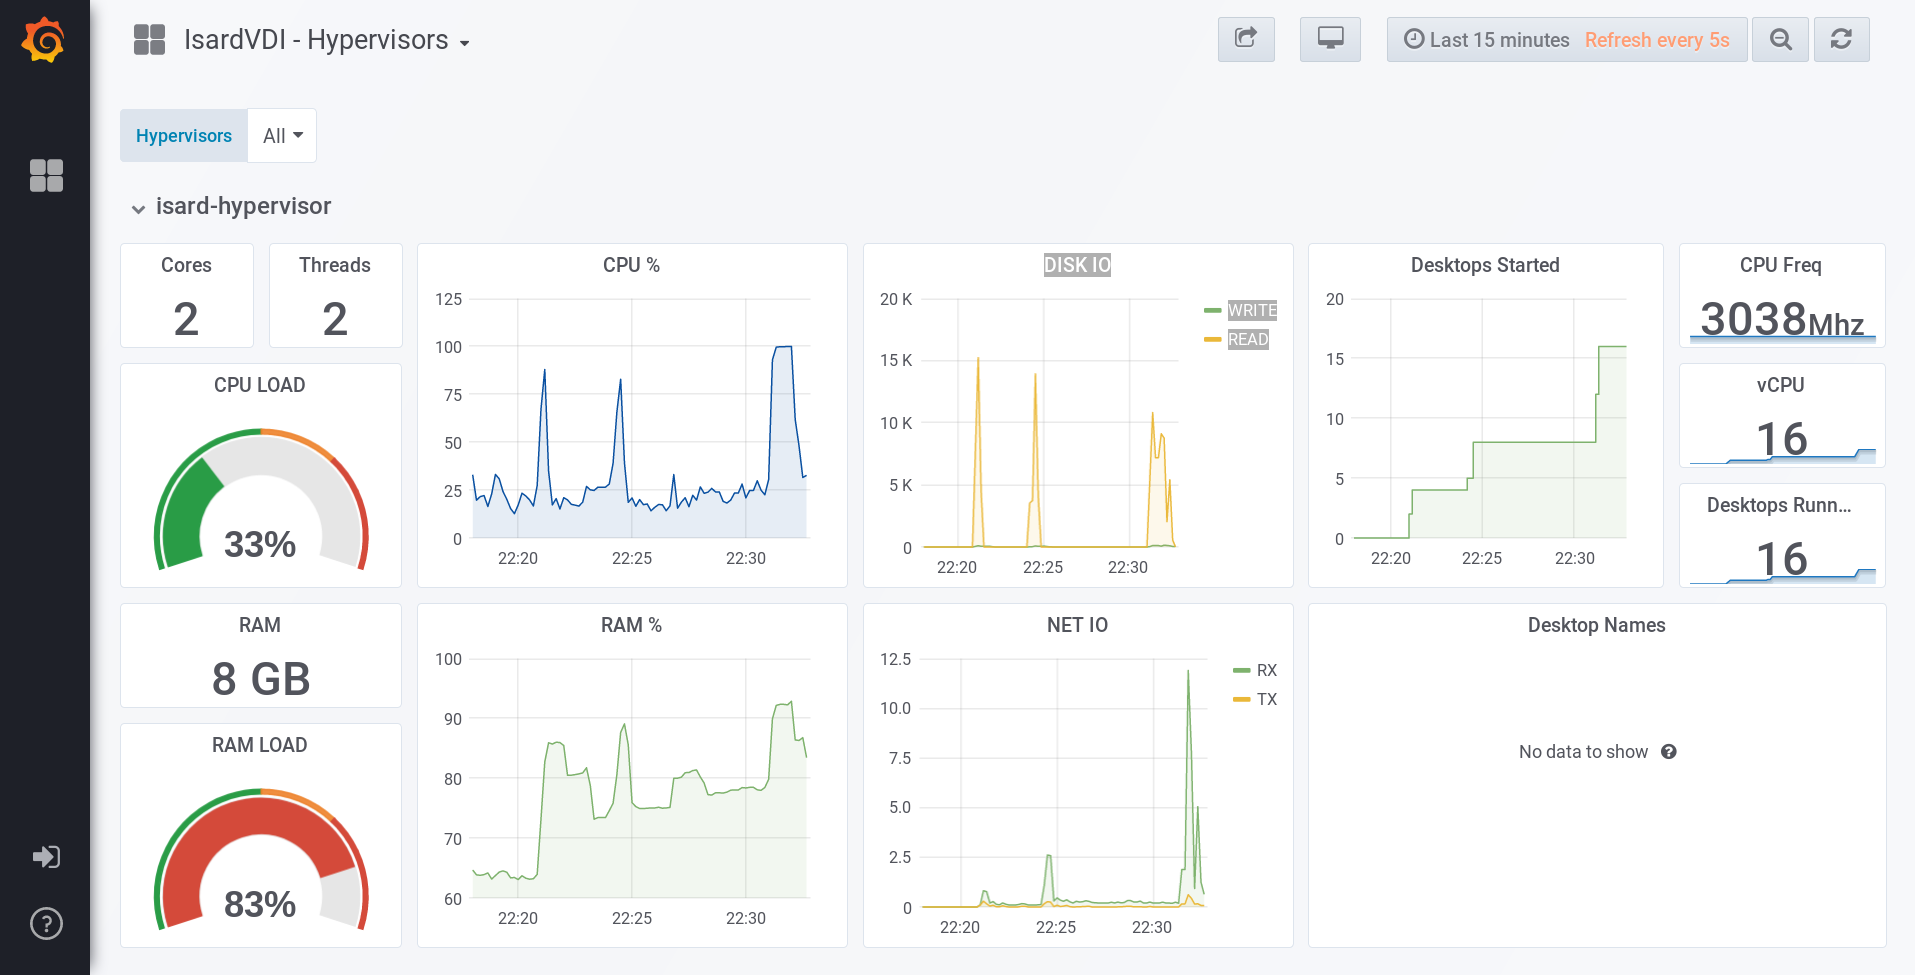 IsardVDI - Hypervisors
Last 15 minutes Refresh every 5s
Hypervisors All
isard-hypervisor
Cores
2
Threads
2
CPU LOAD
33%
CPU %
125
100
75
50
25
0
22:20 22:25 22:30
DISK IO
20 K
15 K
10 K
5 K
0
22:20 22:25 22:30
WRITE
READ
Desktops Started
20
15
10
5
0
22:20 22:25 22:30
CPU Freq
3038Mhz
vCPU
16
Desktops Runn...
16
RAM
8 GB
RAM LOAD
83%
RAM %
100
90
80
70
60
22:20 22:25 22:30
NET IO
12.5
10.0
7.5
5.0
2.5
0
22:20 22:25 22:30
RX
TX
Desktop Names
No data to show ?
?